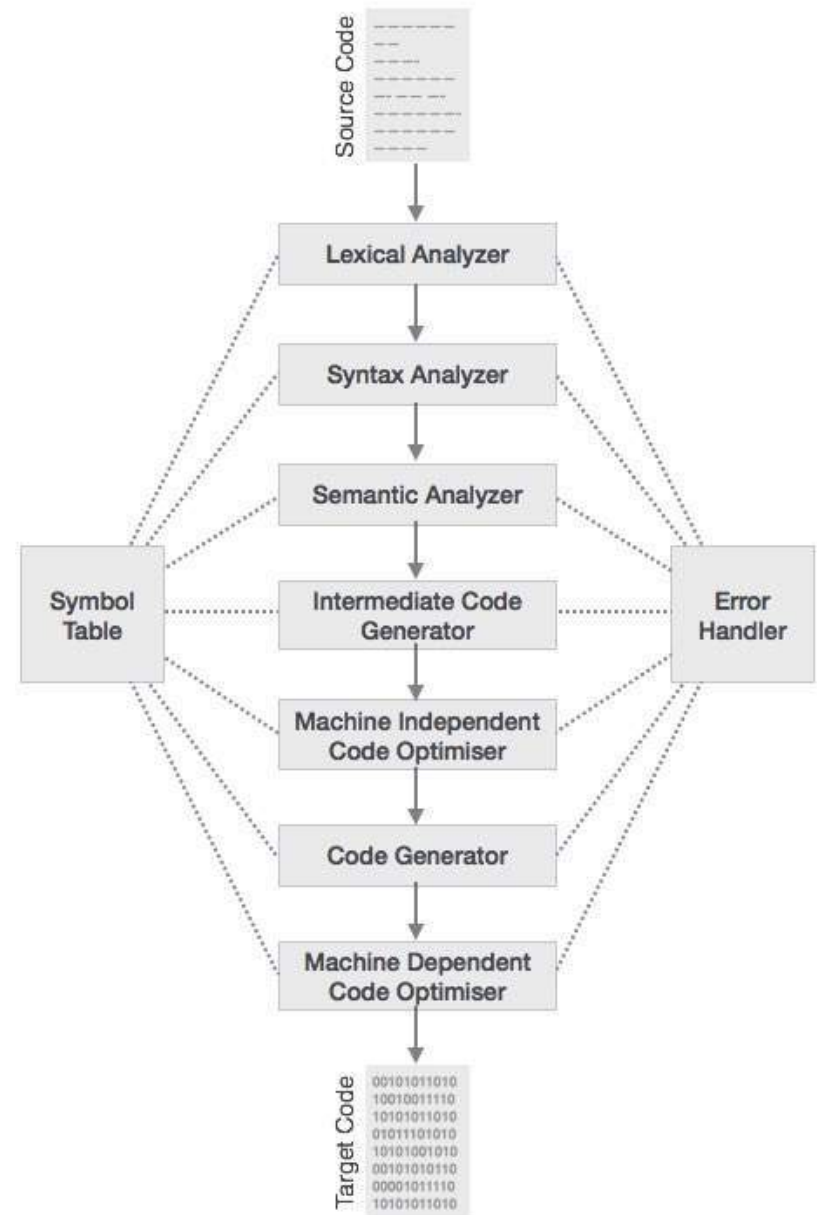 Source Code
Lexical Analyzer
Syntax Analyzer
Semantic Analyzer
Symbol
Table
Intermediate Code
Generator
Error
Handler
Machine Independent
Code Optimiser
Code Generator
Machine Dependent
Code Optimiser
Target Code
00101011010
10010011110
10101011010
01011101010
10101001010
00101010110
00001011110
10101011010